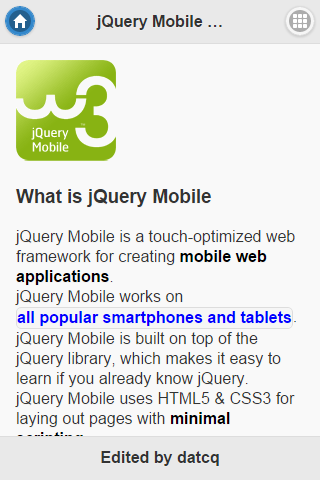 jQuery Mobile ...
w3
jQuery
Mobile
What is jQuery Mobile
jQuery Mobile is a touch-optimized web
framework for creating mobile web
applications.
jQuery Mobile works on
all popular smartphones and tablets.
jQuery Mobile is built on top of the
jQuery library, which makes it easy to
learn if you already know jQuery.
jQuery Mobile uses HTML5 & CSS3 for
laying out pages with minimal
scripting.
Edited by datcq